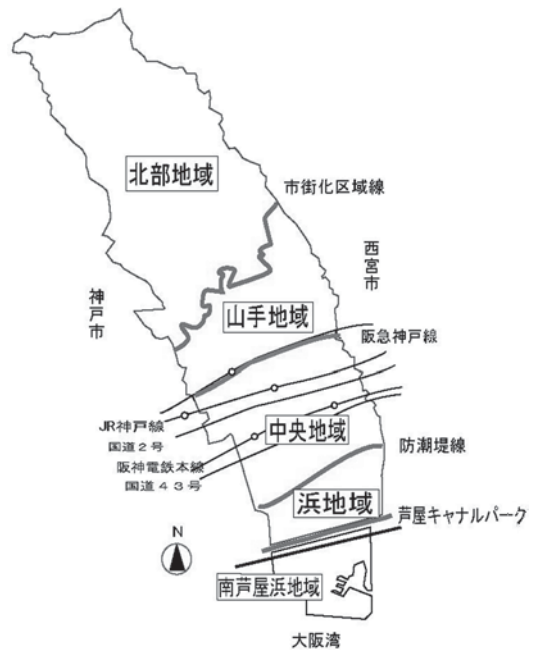 北部地域
市街化区域線
西宮市
神戸市
山手地域
阪急神戸線
JR神戸線
国道2号
中央地域
阪神電鉄本線
国道43号
防潮堤線
浜地域
芦屋キャナルパーク
N
南芦屋浜地域
大阪湾